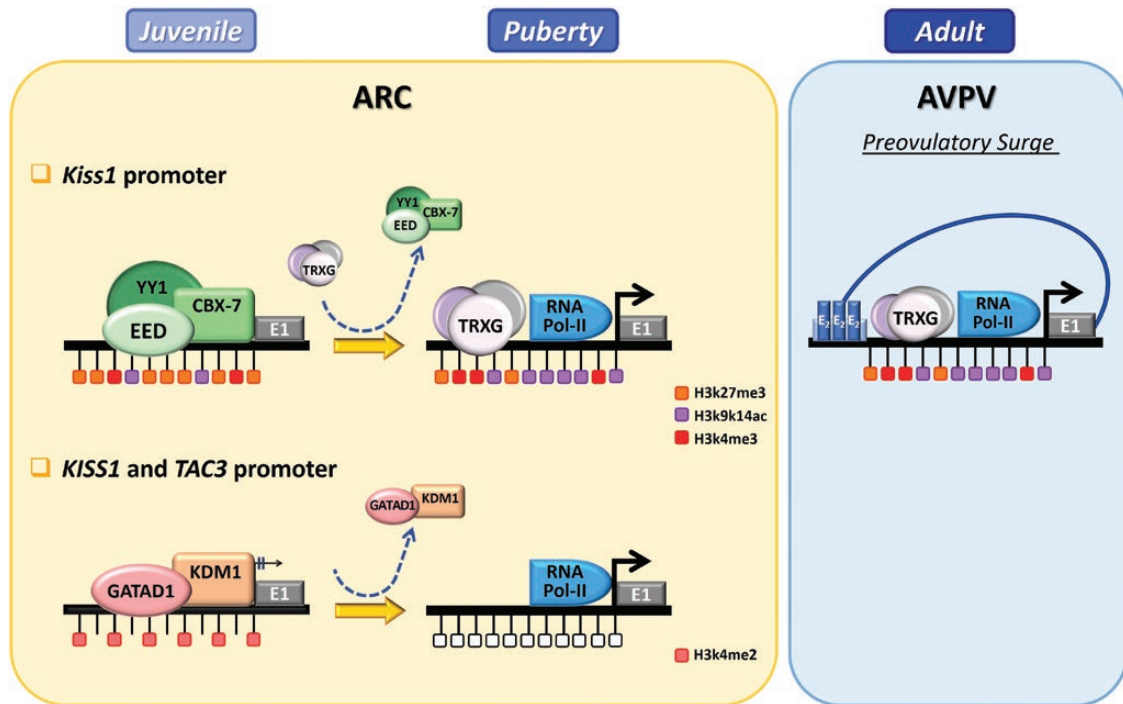 Juvenile
Puberty
Adult
ARC
AVPV
Preovulatory Surge
Kiss1 promoter
YY1
CBX-7
EED
TRXG
YY1
CBX-7
EED
E1
TRXG
RNA
Pol-II
E1
E2 E2 E2
TRXG
RNA
Pol-II
E1
H3k27me3
H3k9k14ac
H3k4me3
KISS1 and TAC3 promoter
GATAD1
KDM1
GATAD1
KDM1
E1
RNA
Pol-II
E1
H3k4me2